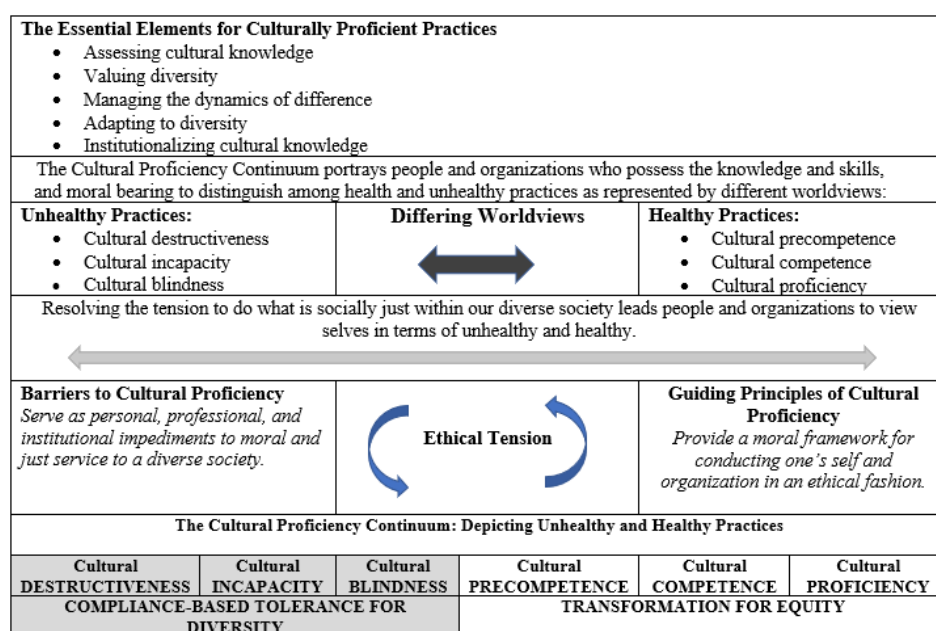 The Essential Elements for Culturally Proficient Practices
• Assessing cultural knowledge
• Valuing diversity
• Managing the dynamics of difference
• Adapting to diversity
• Institutionalizing cultural knowledge
The Cultural Proficiency Continuum portrays people and organizations who possess the knowledge and skills,
and moral bearing to distinguish among health and unhealthy practices as represented by different worldviews:
Unhealthy Practices:
• Cultural destructiveness
• Cultural incapacity
• Cultural blindness
Differing Worldviews
Healthy Practices:
• Cultural precompetence
• Cultural competence
• Cultural proficiency
Resolving the tension to do what is socially just within our diverse society leads people and organizations to view
selves in terms of unhealthy and healthy.
Barriers to Cultural Proficiency
Serve as personal, professional, and
institutional impediments to moral and
just service to a diverse society.
Ethical Tension
Guiding Principles of Cultural
Proficiency
Provide a moral framework for
conducting one’s self and
organization in an ethical fashion.
The Cultural Proficiency Continuum: Depicting Unhealthy and Healthy Practices
Cultural
DESTRUCTIVENESS
Cultural
INCAPACITY
Cultural
BLINDNESS
Cultural
PRECOMPETENCE
Cultural
COMPETENCE
Cultural
PROFICIENCY
COMPLIANCE-BASED TOLERANCE FOR
DIVERSITY
TRANSFORMATION FOR EQUITY